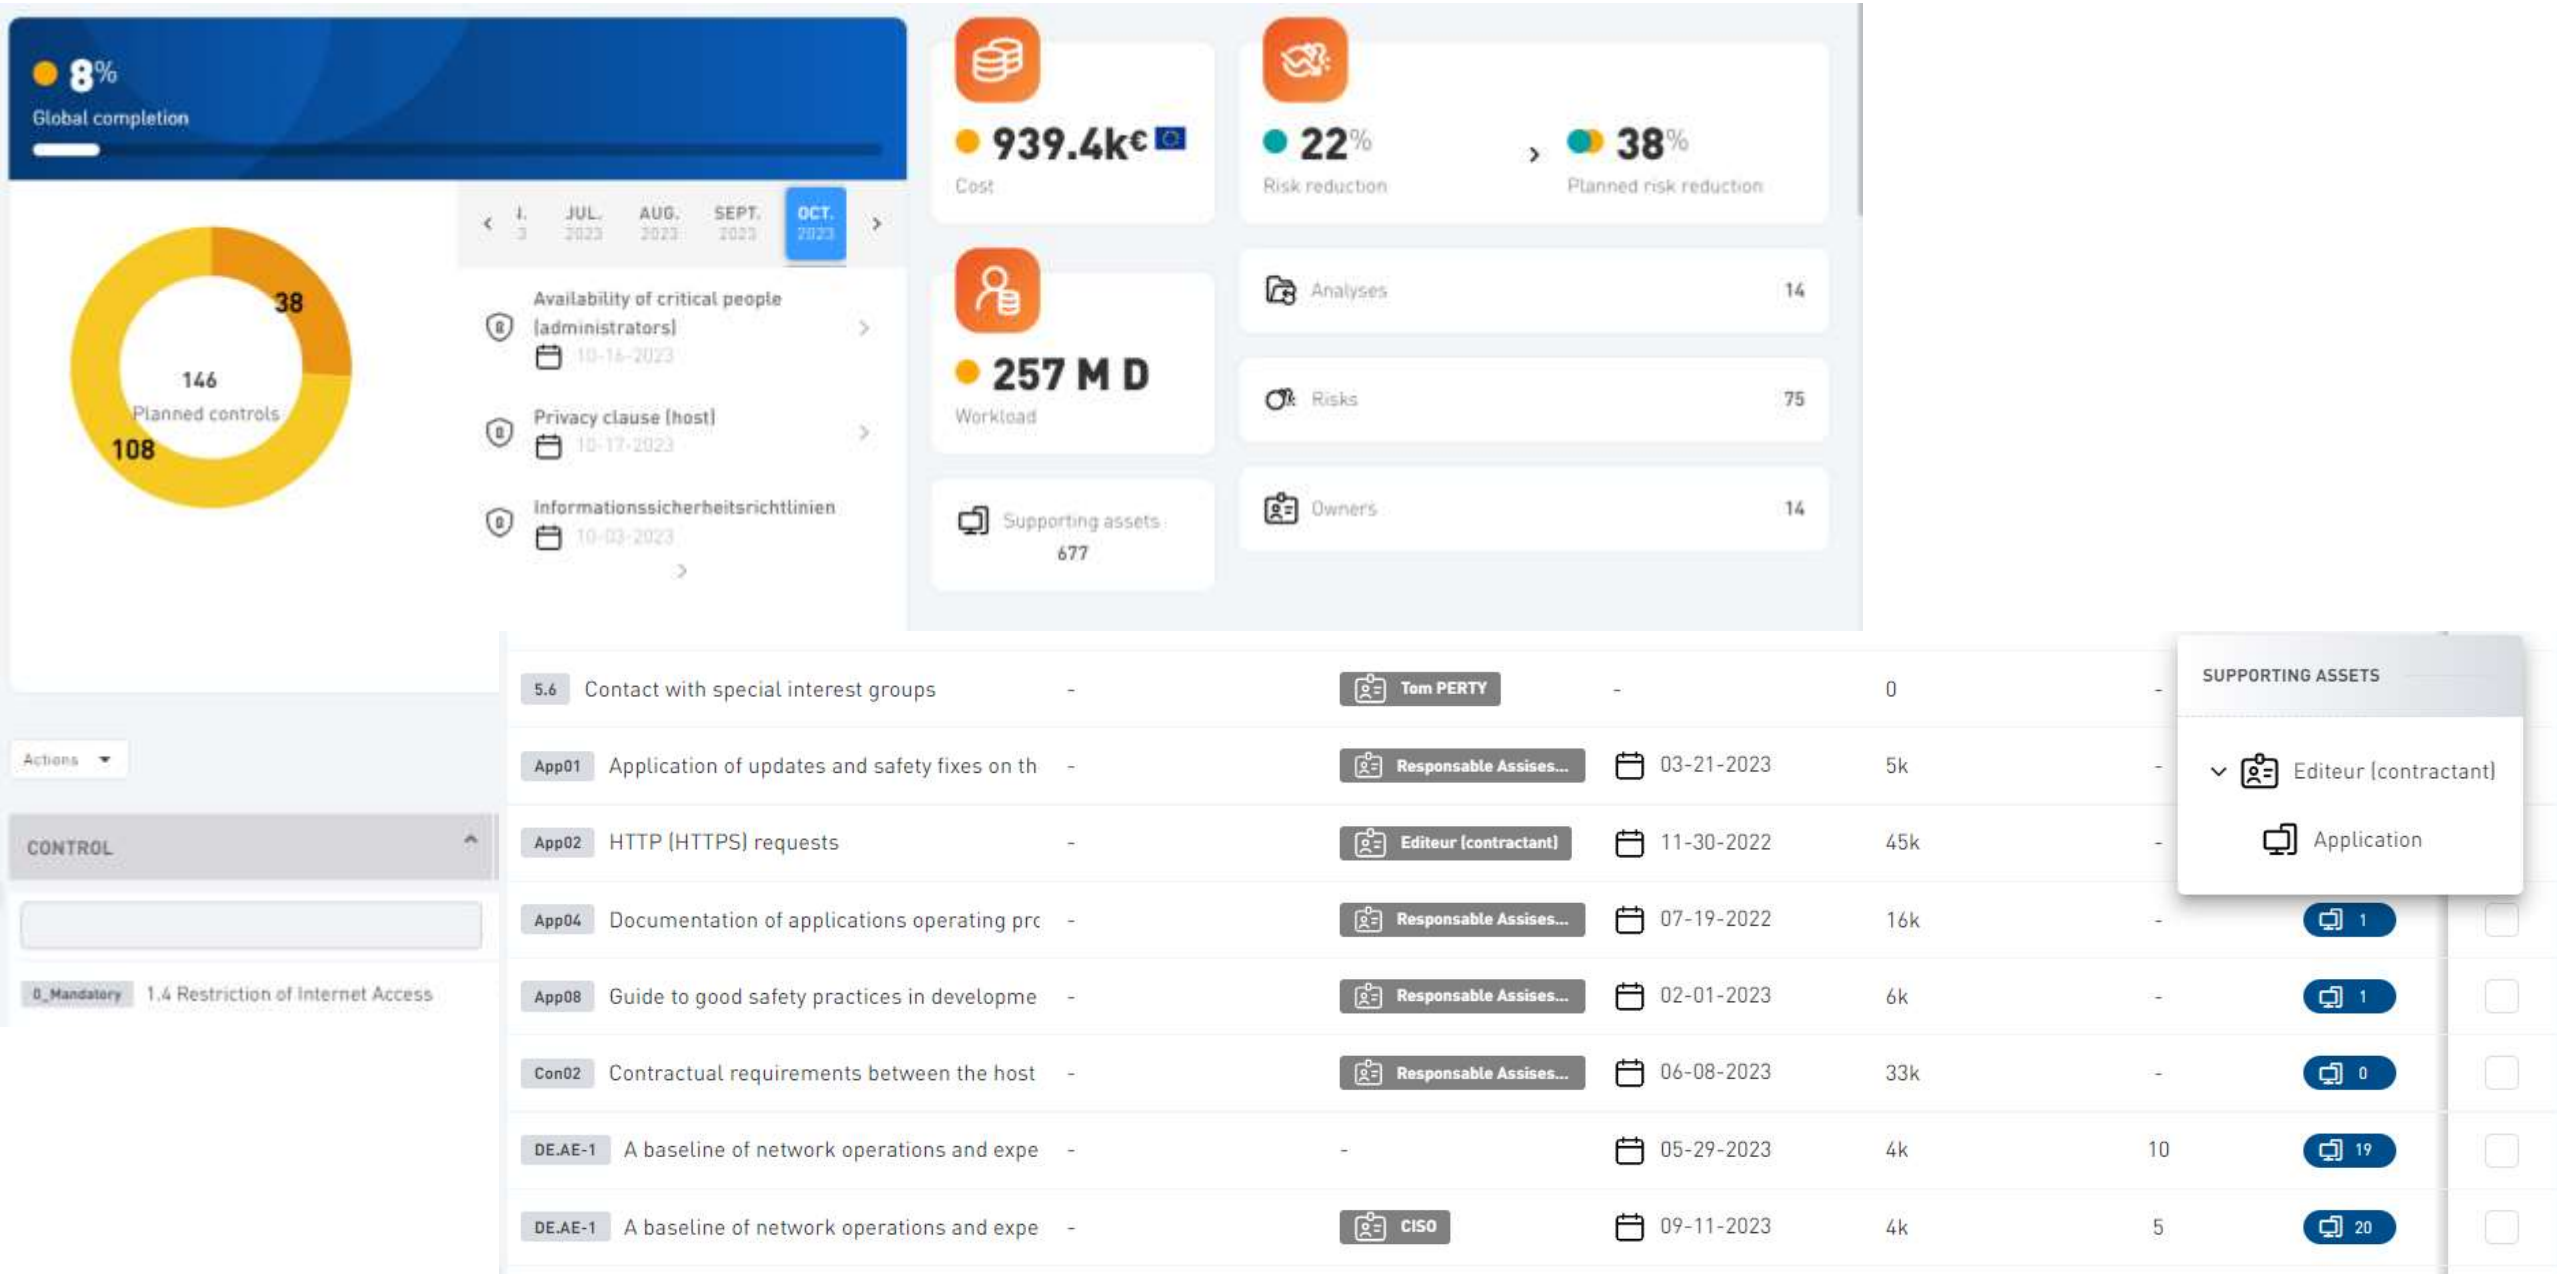 8%
Global completion
38
146
Planned controls
108
JUL. AUG. SEPT. OCT.
3 2023 2023 2023 2023
Availability of critical people
(administrators)
10-16-2023
Privacy clause (host)
10-17-2023
Informationssicherheitsrichtlinien
10-03-2023
939.4k€
Cost
22%
Risk reduction
38%
Planned risk reduction
257 M D
Workload
Supporting assets
677
Analyses 14
Risks 75
Owners 14
Actions
CONTROL
0_Mandatory 1.4 Restriction of Internet Access
5.6 Contact with special interest groups - Tom PERTY - 0 -
App01 Application of updates and safety fixes on th - Responsable Assises... 03-21-2023 5k -
App02 HTTP (HTTPS) requests - Editeur (contractant) 11-30-2022 45k -
App04 Documentation of applications operating prc - Responsable Assises... 07-19-2022 16k - 1
App08 Guide to good safety practices in developme - Responsable Assises... 02-01-2023 6k - 1
Con02 Contractual requirements between the host - Responsable Assises... 06-08-2023 33k - 0
DE.AE-1 A baseline of network operations and expe - - 05-29-2023 4k 10 19
DE.AE-1 A baseline of network operations and expe - CISO 09-11-2023 4k 5 20
SUPPORTING ASSETS
Editeur (contractant)
Application